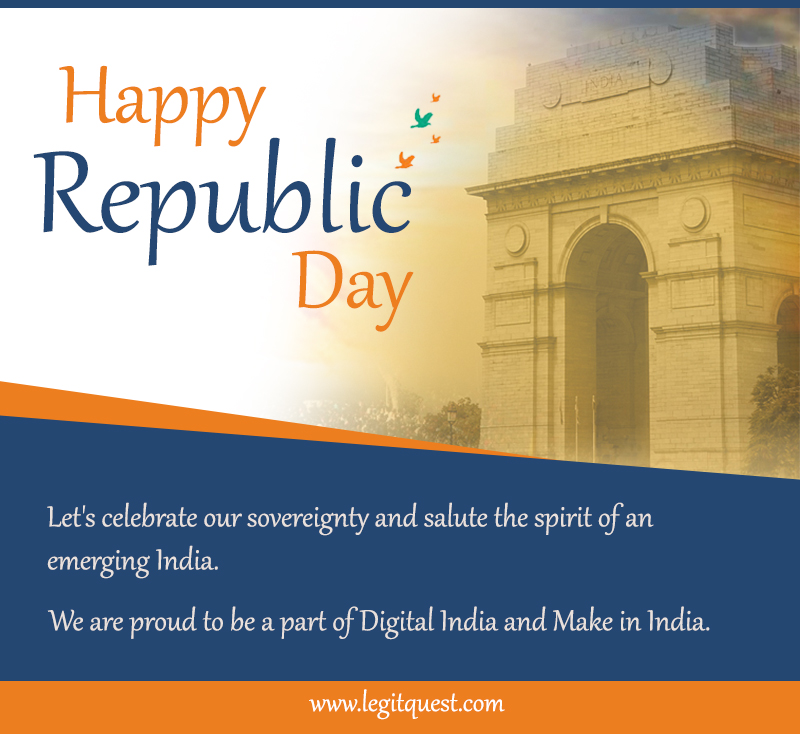 Happy
Republic
Day
INDIA
Let's celebrate our sovereignty and salute the spirit of an
emerging India.
We are proud to be a part of Digital India and Make in India.
www.legitquest.com